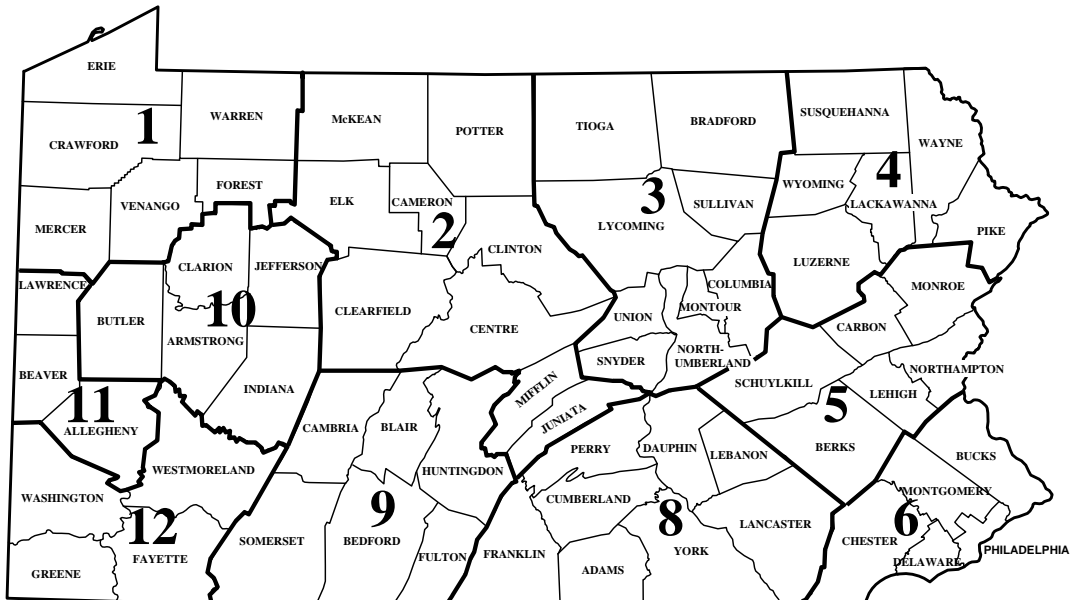 ERIE
WARREN
McKEAN
POTTER
TIOGA
BRADFORD
SUSQUEHANNA
WAYNE
CRAWFORD
1
FOREST
ELK
CAMERON
2
3
SULLIVAN
WYOMING
4
LACKAWANNA
VENANGO
MERCER
LYCOMING
PIKE
CLINTON
LAWRENCE
CLARION
JEFFERSON
LUZERNE
COLUMBIA
MONROE
BUTLER
10
ARMSTRONG
CLEARFIELD
CENTRE
UNION
MONTOUR
CARBON
SNYDER
NORTH-
UMBERLAND
SCHUYLKILL
NORTHAMPTON
BEAVER
11
ALLEGHENY
INDIANA
MIFFLIN
JUNIATA
5
LEHIGH
CAMBRIA
BLAIR
PERRY
DAUPHIN
LEBANON
BERKS
BUCKS
WESTMORELAND
HUNTINGDON
WASHINGTON
12
FAYETTE
9
CUMBERLAND
8
YORK
LANCASTER
MONTGOMERY
6
CHESTER
SOMERSET
BEDFORD
FULTON
FRANKLIN
ADAMS
DELAWARE
PHILADELPHIA
GREENE